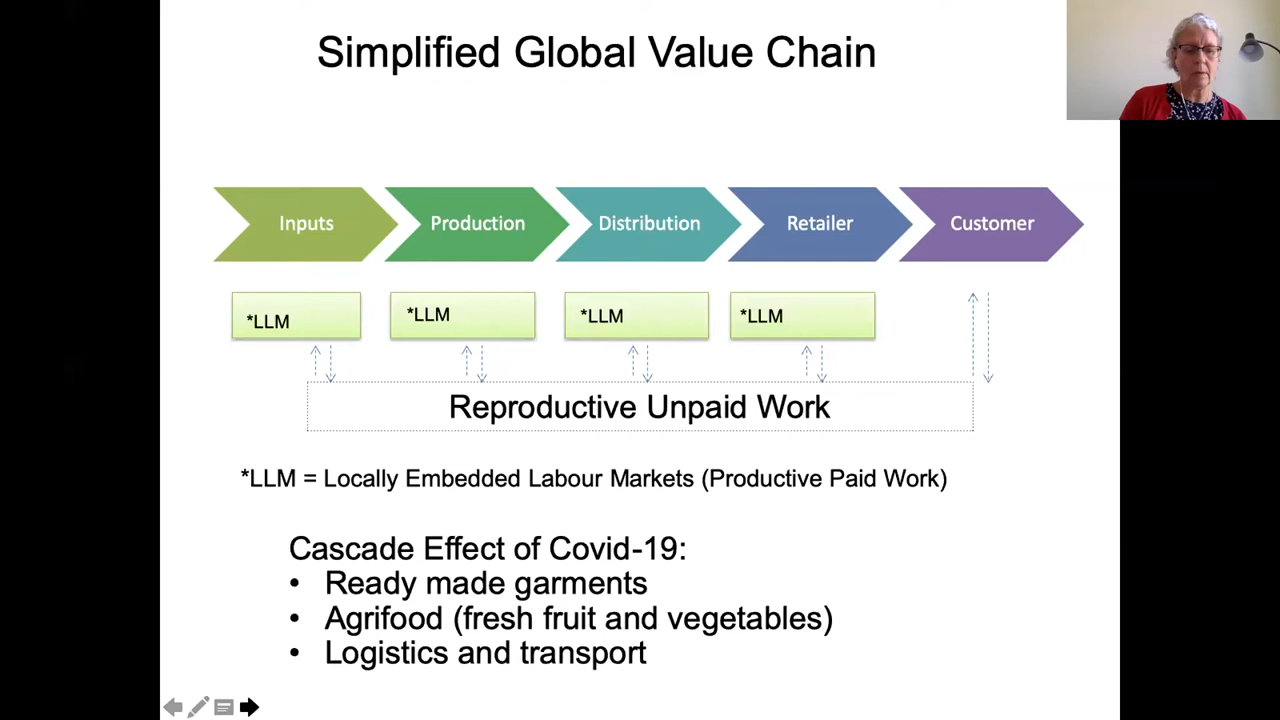 Simplified Global Value Chain
Inputs
Production
Distribution
Retailer
Customer
*LLM
*LLM
*LLM
*LLM
Reproductive Unpaid Work
*LLM = Locally Embedded Labour Markets (Productive Paid Work)
Cascade Effect of Covid-19:
• Ready made garments
• Agrifood (fresh fruit and vegetables)
• Logistics and transport